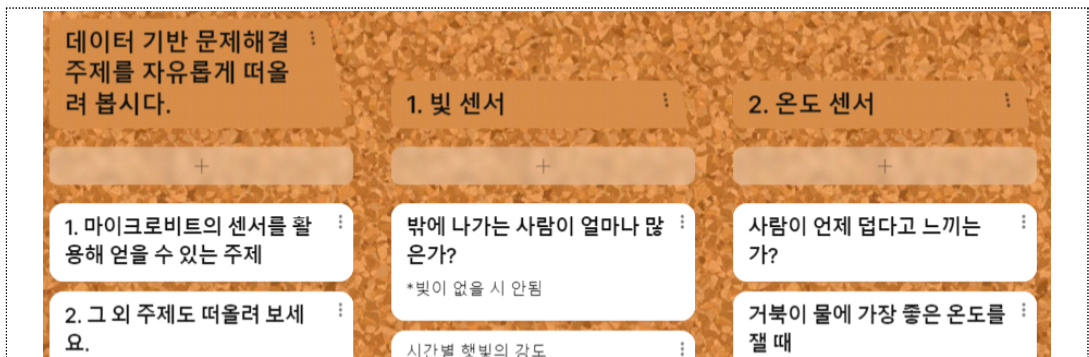 데이터 기반 문제해결
주제를 자유롭게 떠올
려 봅시다.
1. 마이크로비트의 센서를 활
용해 얻을 수 있는 주제
2. 그 외 주제도 떠올려 보세
요.
1. 빛 센서
밖에 나가는 사람이 얼마나 많
은가?
*빛이 없을 시 안됨
시간별 햇빛의 강도
2. 온도 센서
사람이 언제 덥다고 느끼는
가?
거북이 물에 가장 좋은 온도를
잴 때